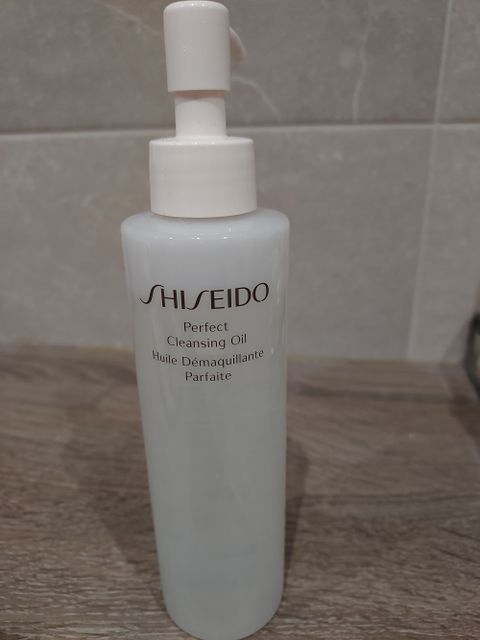 SHISEIDO
Perfect
Cleansing Oil
Huile Démaquillante
Parfaite